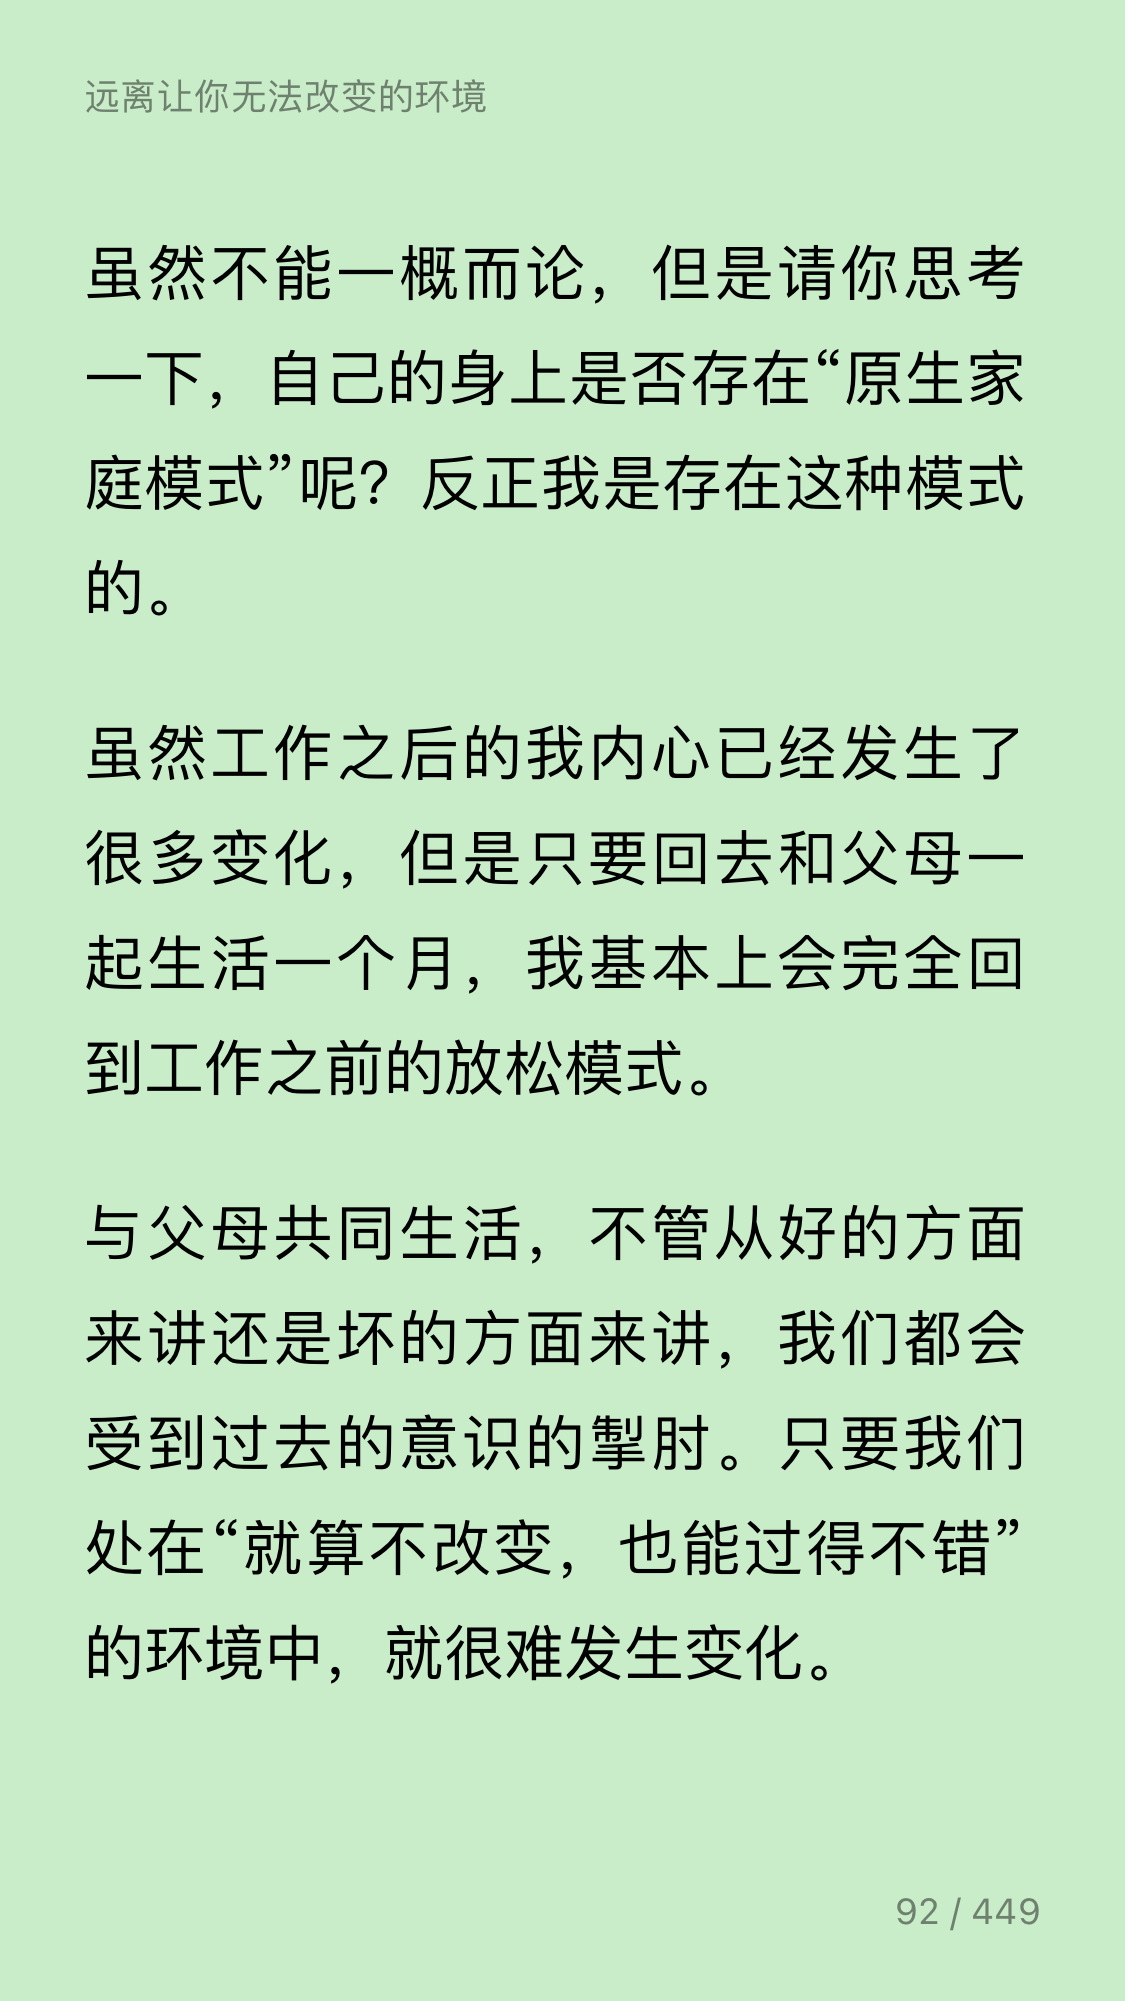 远离让你无法改变的环境
虽然不能一概而论，但是请你思考
一下，自己的身上是否存在“原生家
庭模式”呢？反正我是存在这种模式
的。
虽然工作之后的我内心已经发生了
很多变化，但是只要回去和父母一
起生活一个月，我基本上会完全回
到工作之前的放松模式。
与父母共同生活，不管从好的方面
来讲还是坏的方面来讲，我们都会
受到过去的意识的掣肘。只要我们
处在“就算不改变，也能过得不错”
的环境中，就很难发生变化。
92 / 449